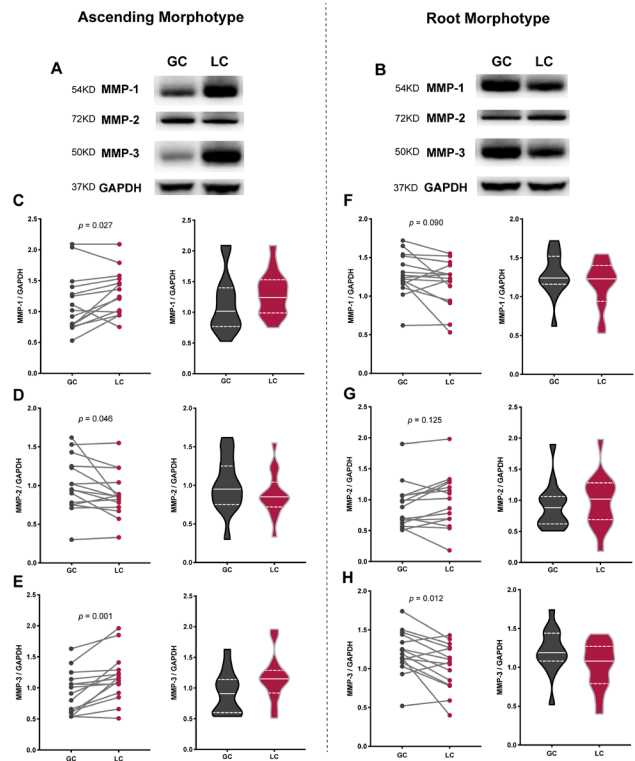 Ascending Morphotype
Root Morphotype
A
GC LC
54KD MMP-1
72KD MMP-2
50KD MMP-3
37KD GAPDH
B
GC LC
54KD MMP-1
72KD MMP-2
50KD MMP-3
37KD GAPDH
C
p = 0.027
MMP-1 / GAPDH
2.5
2.0
1.5
1.0
0.5
0.0
GC LC
MMP-1 / GAPDH
2.5
2.0
1.5
1.0
0.5
0.0
GC LC
F
p = 0.090
MMP-1 / GAPDH
2.0
1.5
1.0
0.5
0.0
GC LC
MMP-1 / GAPDH
2.0
1.5
1.0
0.5
0.0
GC LC
D
p = 0.046
MMP-2 / GAPDH
2.0
1.5
1.0
0.5
0.0
GC LC
MMP-2 / GAPDH
2.0
1.5
1.0
0.5
0.0
GC LC
G
p = 0.125
MMP-2 / GAPDH
2.5
2.0
1.5
1.0
0.5
0.0
GC LC
MMP-2 / GAPDH
2.5
2.0
1.5
1.0
0.5
0.0
GC LC
E
p = 0.001
MMP-3 / GAPDH
2.5
2.0
1.5
1.0
0.5
0.0
GC LC
MMP-3 / GAPDH
2.5
2.0
1.5
1.0
0.5
0.0
GC LC
H
p = 0.012
MMP-3 / GAPDH
2.0
1.5
1.0
0.5
0.0
GC LC
MMP-3 / GAPDH
2.0
1.5
1.0
0.5
0.0
GC LC